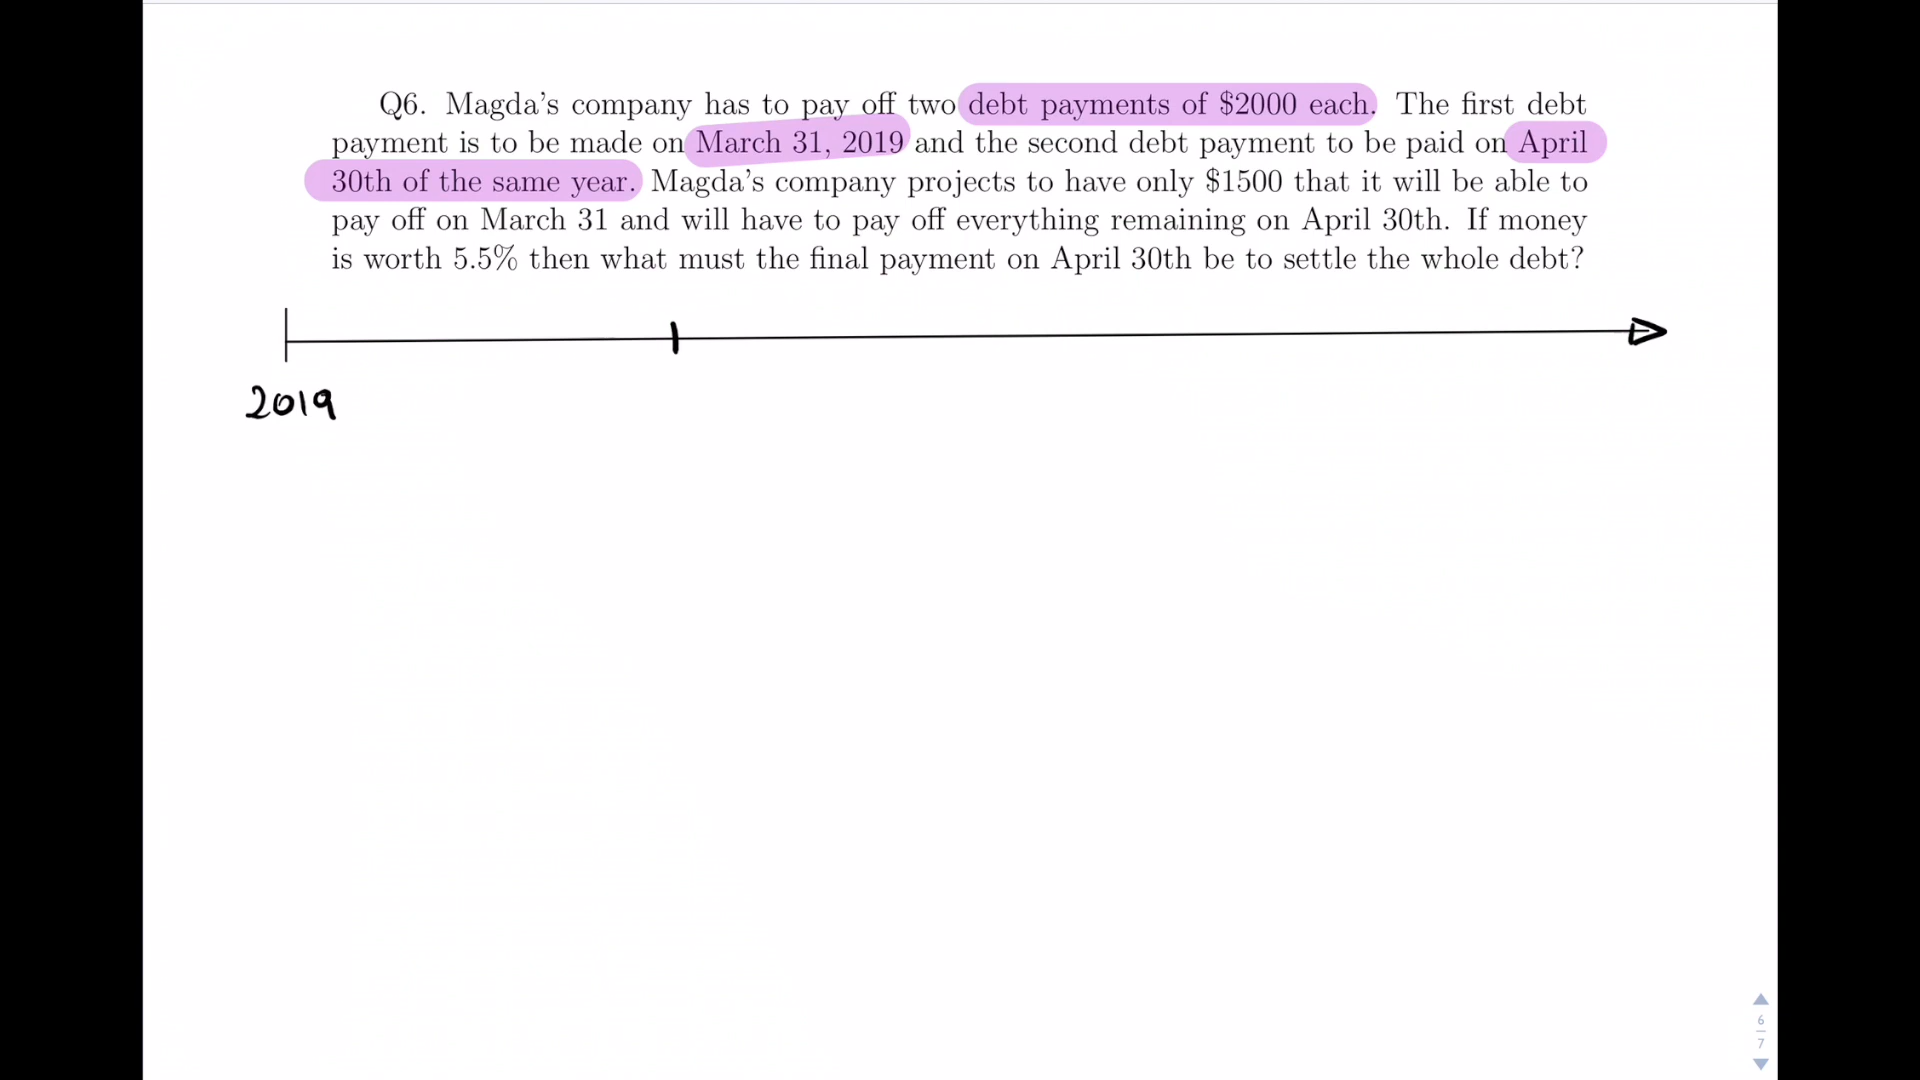 Q6. Magda's company has to pay off two debt payments of $2000 each. The first debt
payment is to be made on March 31, 2019 and the second debt payment to be paid on April
30th of the same year. Magda's company projects to have only $1500 that it will be able to
pay off on March 31 and will have to pay off everything remaining on April 30th. If money
is worth 5.5% then what must the final payment on April 30th be to settle the whole debt?
2019
6
7